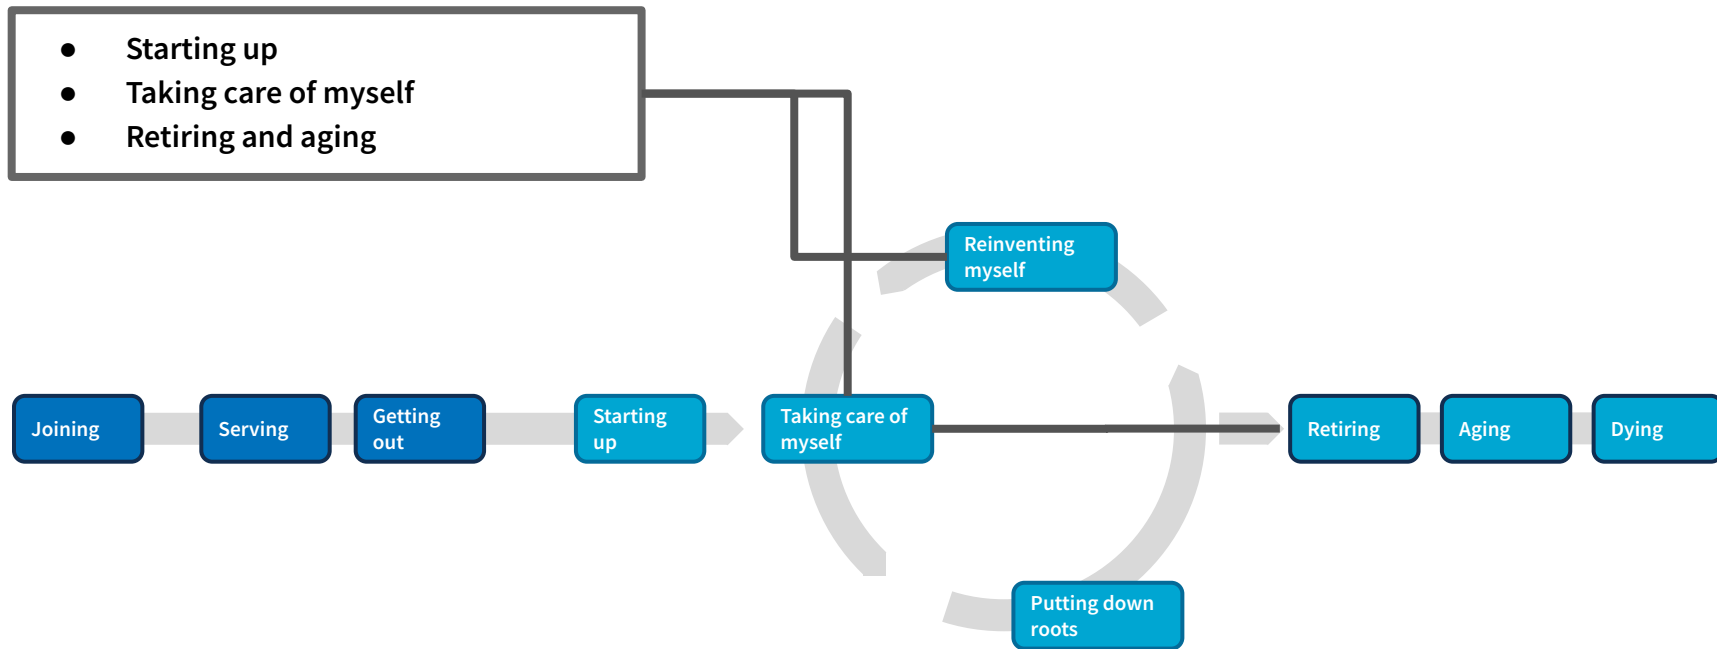 ● Starting up
● Taking care of myself
● Retiring and aging
Reinventing
myself
Joining
Serving
Getting
out
Starting
up
Taking care of
myself
Retiring
Aging
Dying
Putting down
roots